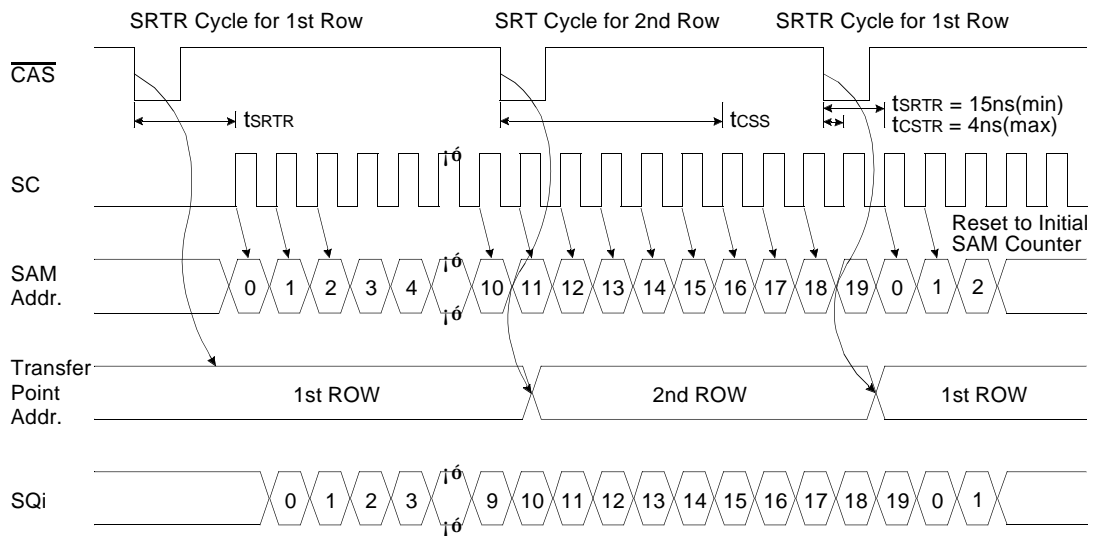 SRTR Cycle for 1st Row SRT Cycle for 2nd Row SRTR Cycle for 1st Row
CAS
tSRTR tCSS tSRTR = 15ns(min)
tCSTR = 4ns(max)
¡ó
SC
Reset to Initial
SAM Counter
¡ó
SAM
Addr.
0 1 2 3 4 10 11 12 13 14 15 16 17 18 19 0 1 2
¡ó
Transfer
Point
Addr.
1st ROW 2nd ROW 1st ROW
¡ó
SQi 0 1 2 3 9 10 11 12 13 14 15 16 17 18 19 0 1
¡ó